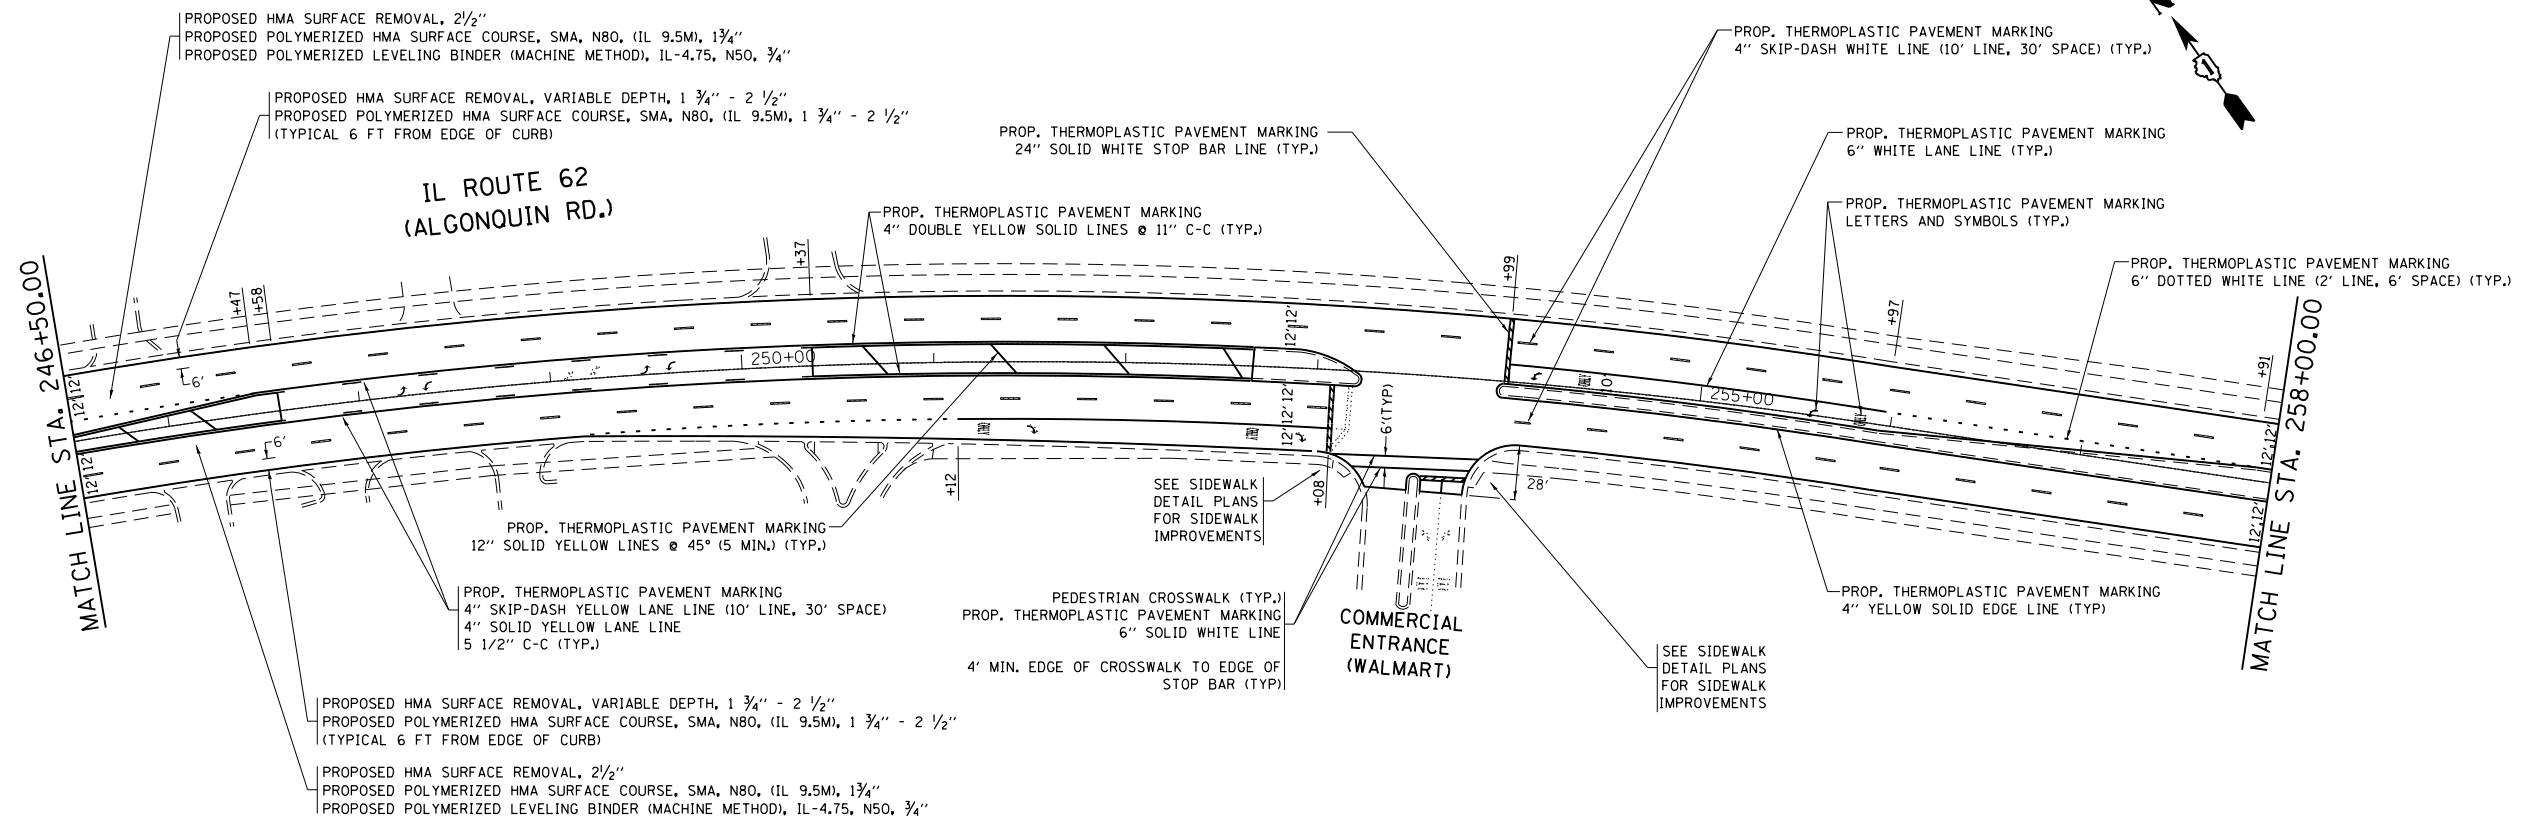 PROPOSED HMA SURFACE REMOVAL, 2½"
PROPOSED POLYMERIZED HMA SURFACE COURSE, SMA, N80, (IL 9.5M), 1¾"
PROPOSED POLYMERIZED LEVELING BINDER (MACHINE METHOD), IL-4.75, N50, ¾"
PROPOSED HMA SURFACE REMOVAL, VARIABLE DEPTH, 1 ¾" - 2 ½"
PROPOSED POLYMERIZED HMA SURFACE COURSE, SMA, N80, (IL 9.5M), 1 ¾" - 2 ½"
(TYPICAL 6 FT FROM EDGE OF CURB)
IL ROUTE 62
(ALGONQUIN RD.)
PROP. THERMOPLASTIC PAVEMENT MARKING
24" SOLID WHITE STOP BAR LINE (TYP.)
PROP. THERMOPLASTIC PAVEMENT MARKING
4" DOUBLE YELLOW SOLID LINES @ 11" C-C (TYP.)
PROP. THERMOPLASTIC PAVEMENT MARKING
4" SKIP-DASH WHITE LINE (10' LINE, 30' SPACE) (TYP.)
PROP. THERMOPLASTIC PAVEMENT MARKING
6" WHITE LANE LINE (TYP.)
PROP. THERMOPLASTIC PAVEMENT MARKING
LETTERS AND SYMBOLS (TYP.)
PROP. THERMOPLASTIC PAVEMENT MARKING
6" DOTTED WHITE LINE (2' LINE, 6' SPACE) (TYP.)
MATCH LINE STA. 246+50.00
+47
+58
+37
+99
+97
+91
12'12'
12'12'
6'
6'
250+00
12'12'
12'12'12'
6'(TYP)
10'
255+00
12'12'
12'12'
28'
+12
+08
MATCH LINE STA. 258+00.00
SEE SIDEWALK
DETAIL PLANS
FOR SIDEWALK
IMPROVEMENTS
PROP. THERMOPLASTIC PAVEMENT MARKING
12" SOLID YELLOW LINES @ 45° (5 MIN.) (TYP.)
PROP. THERMOPLASTIC PAVEMENT MARKING
4" SKIP-DASH YELLOW LANE LINE (10' LINE, 30' SPACE)
4" SOLID YELLOW LANE LINE
5 1/2" C-C (TYP.)
PEDESTRIAN CROSSWALK (TYP.)
PROP. THERMOPLASTIC PAVEMENT MARKING
6" SOLID WHITE LINE
4' MIN. EDGE OF CROSSWALK TO EDGE OF
STOP BAR (TYP)
COMMERCIAL
ENTRANCE
(WALMART)
PROP. THERMOPLASTIC PAVEMENT MARKING
4" YELLOW SOLID EDGE LINE (TYP)
SEE SIDEWALK
DETAIL PLANS
FOR SIDEWALK
IMPROVEMENTS
PROPOSED HMA SURFACE REMOVAL, VARIABLE DEPTH, 1 ¾" - 2 ½"
PROPOSED POLYMERIZED HMA SURFACE COURSE, SMA, N80, (IL 9.5M), 1 ¾" - 2 ½"
(TYPICAL 6 FT FROM EDGE OF CURB)
PROPOSED HMA SURFACE REMOVAL, 2½"
PROPOSED POLYMERIZED HMA SURFACE COURSE, SMA, N80, (IL 9.5M), 1¾"
PROPOSED POLYMERIZED LEVELING BINDER (MACHINE METHOD), IL-4.75, N50, ¾"